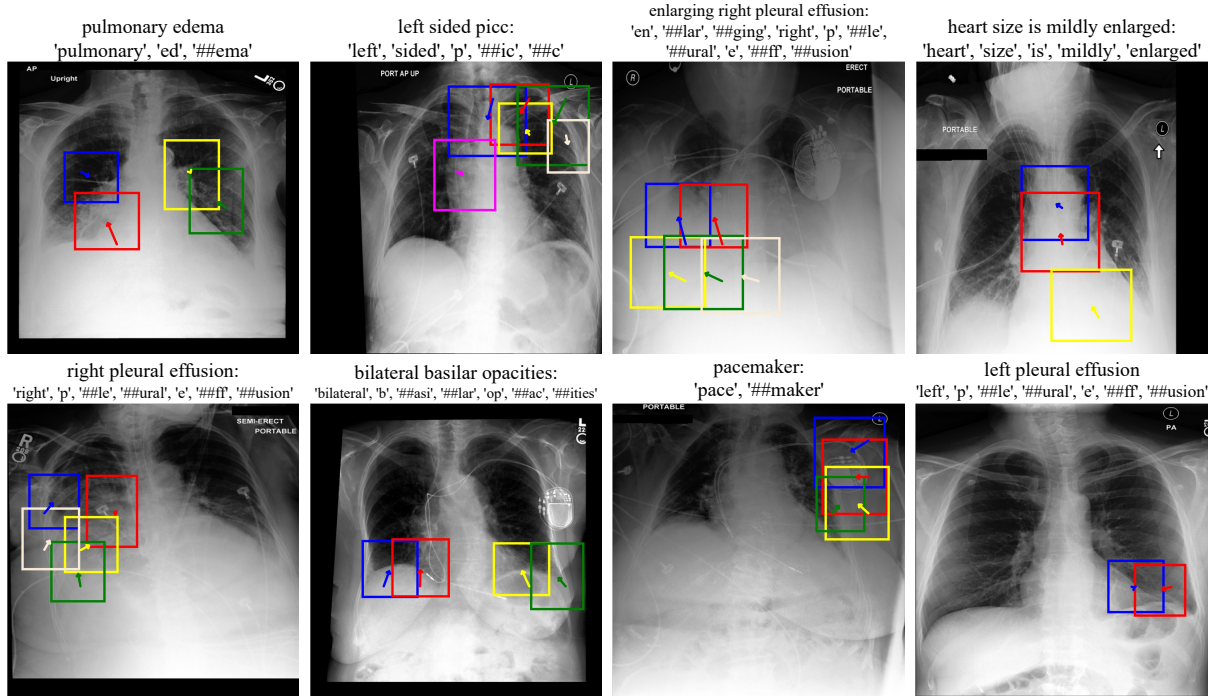 pulmonary edema
'pulmonary', 'ed', '##ema'
left sided picc:
'left', 'sided', 'p', '##ic', '##c'
enlarging right pleural effusion:
'en', '##lar', '##ging', 'right', 'p', '##le',
'##ural', 'e', '##ff', '##usion'
heart size is mildly enlarged:
'heart', 'size', 'is', 'mildly', 'enlarged'
AP
Upright
L
PORT AP UP
L
R
ERECT
PORTABLE
PORTABLE
L
right pleural effusion:
'right', 'p', '##le', '##ural', 'e', '##ff', '##usion'
bilateral basilar opacities:
'bilateral', 'b', '##asi', '##lar', 'op', '##ac', '##ities'
pacemaker:
'pace', '##maker'
left pleural effusion
'left', 'p', '##le', '##ural', 'e', '##ff', '##usion'
R
SEMI-ERECT
PORTABLE
L
PORTABLE
L
L
PA